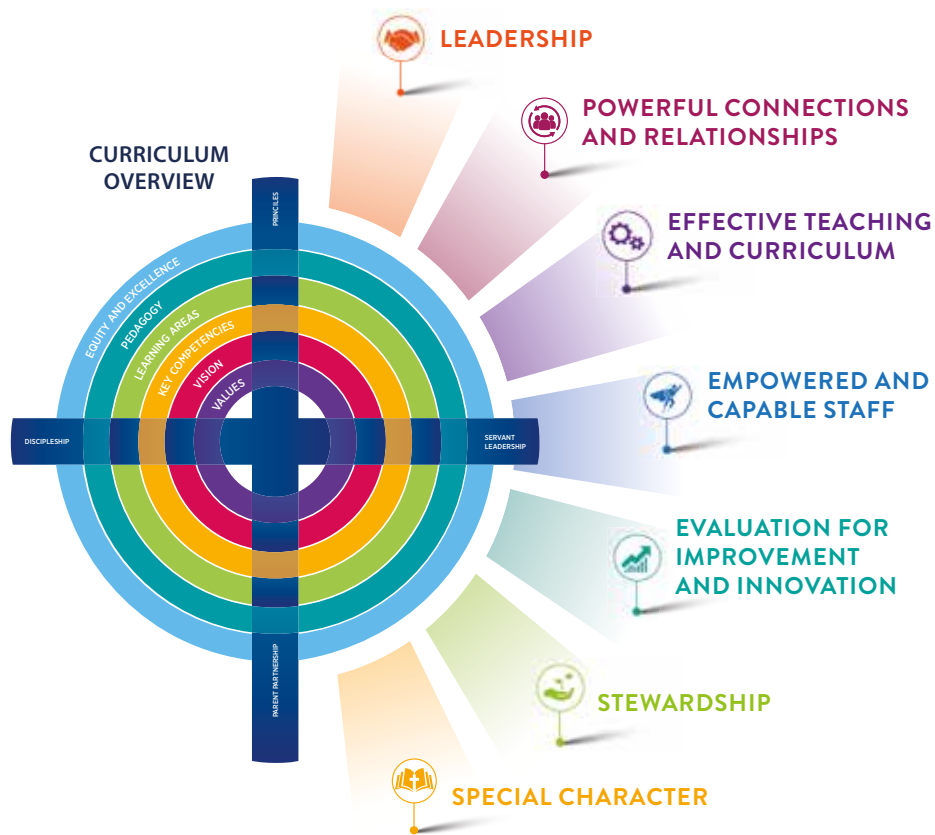 LEADERSHIP
POWERFUL CONNECTIONS
AND RELATIONSHIPS
CURRICULUM
OVERVIEW
PRINCILES
EFFECTIVE TEACHING
AND CURRICULUM
EQUITY AND EXCELLENCE
PEDAGOGY
LEARNING AREAS
KEY COMPETENCIES
VISION
VALUES
EMPOWERED AND
CAPABLE STAFF
DISCIPLESHIP
SERVANT
LEADERSHIP
EVALUATION FOR
IMPROVEMENT
AND INNOVATION
PARENT PARTNERSHIP
STEWARDSHIP
SPECIAL CHARACTER